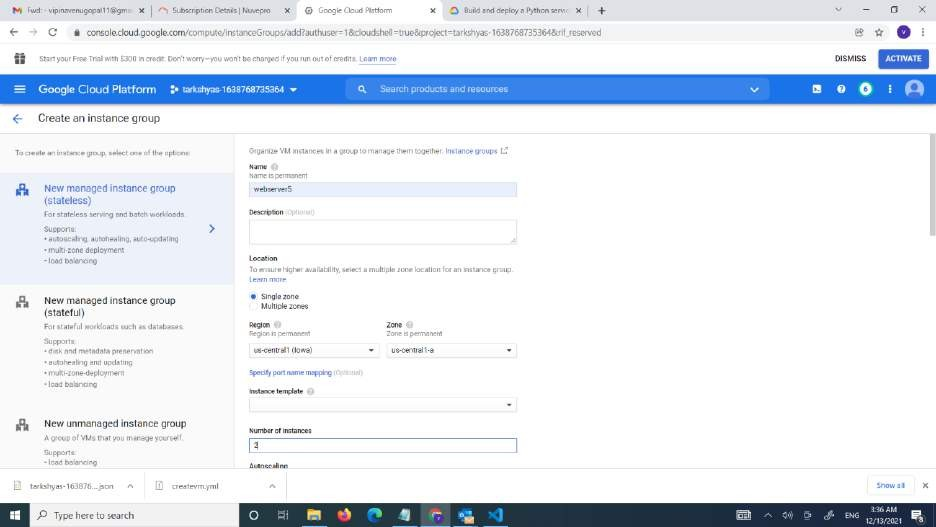 Fwd: - vipinavenugopal11@gma
Subscription Details | Nuvepro
Google Cloud Platform
Build and deploy a Python servic
console.cloud.google.com/compute/instanceGroups/add?authuser=1&cloudshell=true&project=tarkshyas-1638768735364&rif_reserved
Start your Free Trial with $300 in credit. Don't worry—you won't be charged if you run out of credits. Learn more
DISMISS
ACTIVATE
Google Cloud Platform
tarkshyas-1638768735364
Search products and resources
6
Create an instance group
To create an instance group, select one of the options:
New managed instance group
(stateless)
For stateless serving and batch workloads.
Supports:
• autoscaling, autohealing, auto-updating
• multi-zone deployment
• load balancing
New managed instance group
(stateful)
For stateful workloads such as databases.
Supports:
• disk and metadata preservation
• autohealing and updating
• multi-zone-deployment
• load balancing
New unmanaged instance group
A group of VMs that you manage yourself.
Supports:
• load balancing
Organize VM instances in a group to manage them together. Instance groups
Name
Name is permanent
webserver5
Description (Optional)
Location
To ensure higher availability, select a multiple zone location for an instance group.
Learn more
Single zone
Multiple zones
Region
Region is permanent
us-central1 (Iowa)
Zone
Zone is permanent
us-central1-a
Specify port name mapping (Optional)
Instance template
Number of instances
2
Autoscaling
tarkshyas-163876....json
createvm.yml
Show all
Type here to search
ENG
3:36 AM
12/13/2021
8